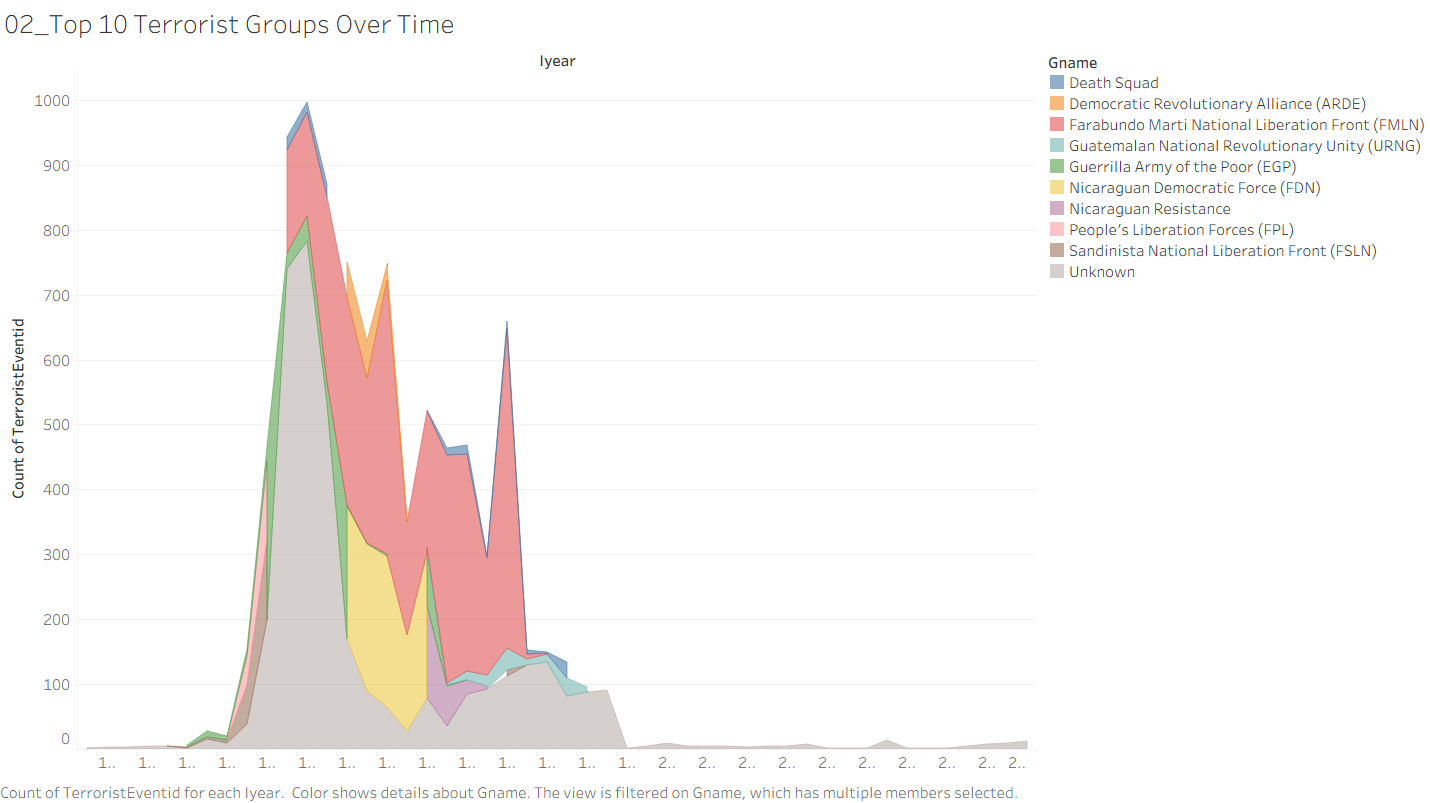 02_Top 10 Terrorist Groups Over Time
Iyear
Gname
Death Squad
Democratic Revolutionary Alliance (ARDE)
Farabundo Marti National Liberation Front (FMLN)
Guatemalan National Revolutionary Unity (URNG)
Guerrilla Army of the Poor (EGP)
Nicaraguan Democratic Force (FDN)
Nicaraguan Resistance
People's Liberation Forces (FPL)
Sandinista National Liberation Front (FSLN)
Unknown
Count of TerroristEventid
1000
900
800
700
600
500
400
300
200
100
0
1.. 1.. 1.. 1.. 1.. 1.. 1.. 1.. 1.. 1.. 1.. 1.. 1.. 1.. 2.. 2.. 2.. 2.. 2.. 2.. 2.. 2.. 2.. 2..
Count of TerroristEventid for each Iyear. Color shows details about Gname. The view is filtered on Gname, which has multiple members selected.